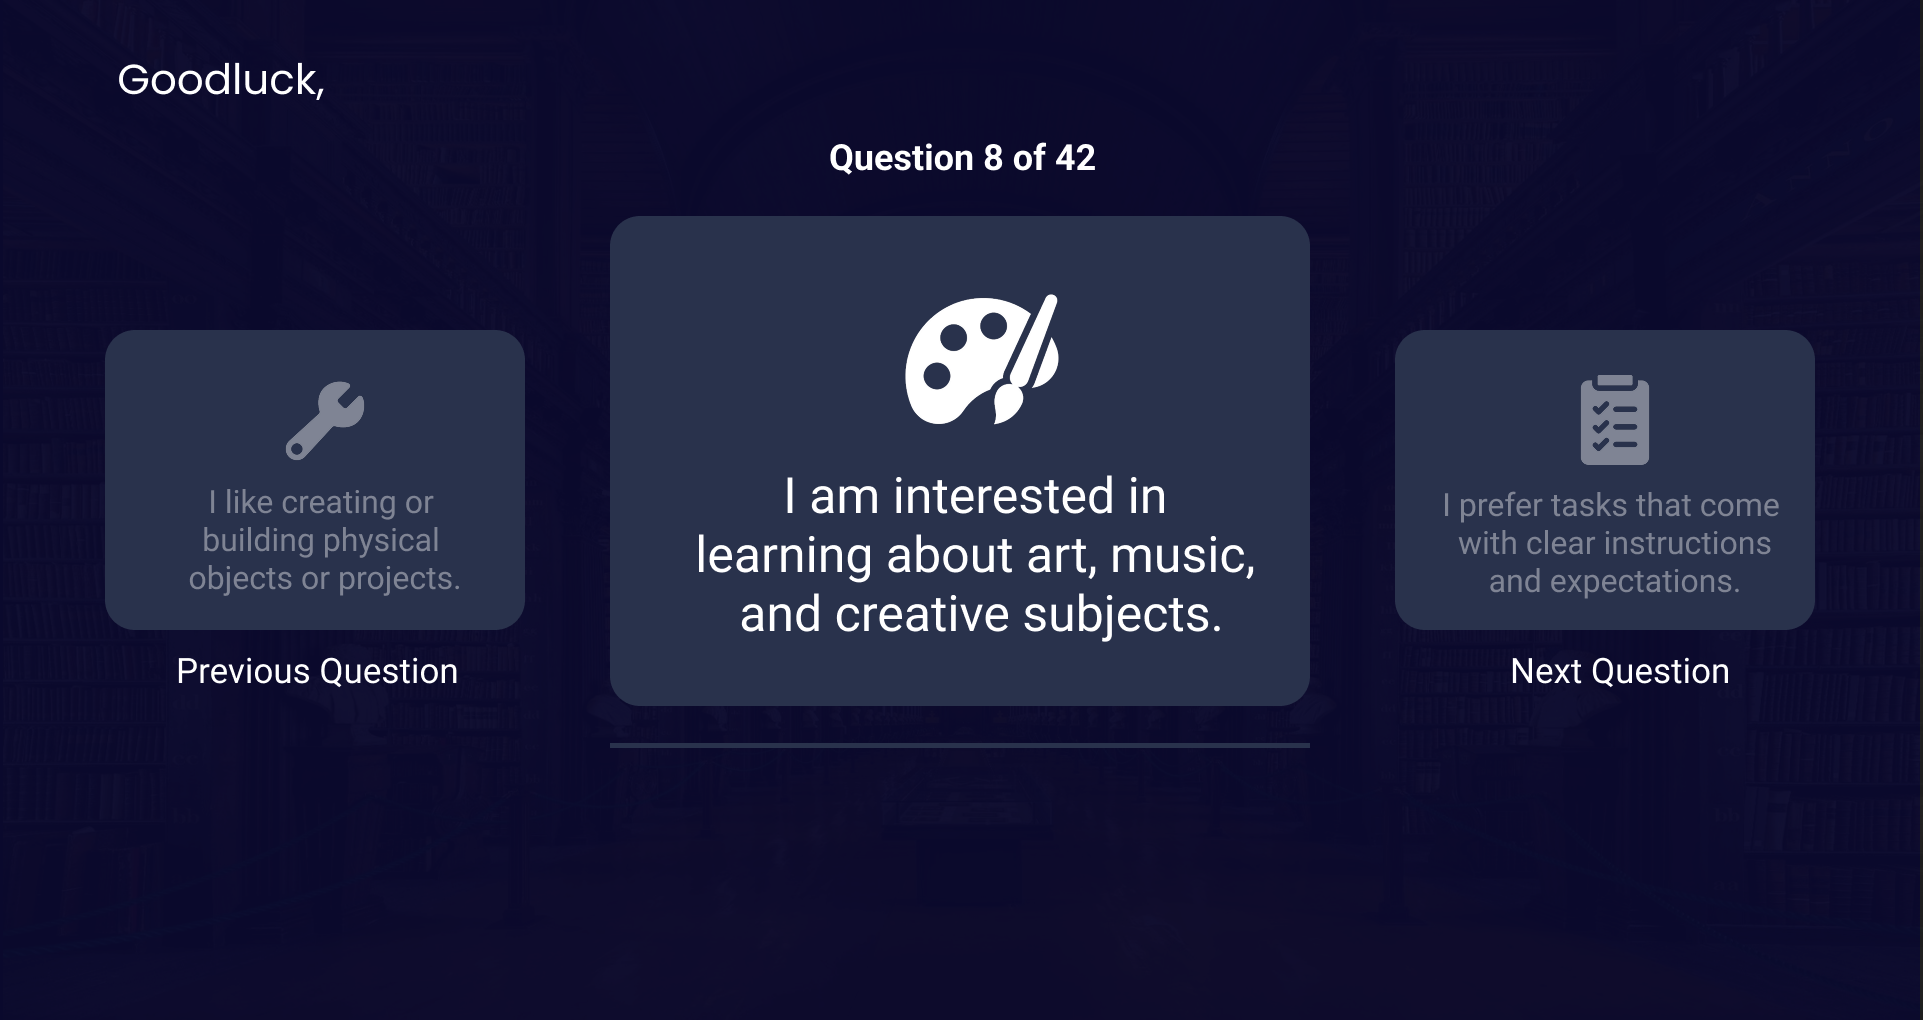 Goodluck,
Question 8 of 42
I like creating or
building physical
objects or projects.
Previous Question
I am interested in
learning about art, music,
and creative subjects.
I prefer tasks that come
with clear instructions
and expectations.
Next Question